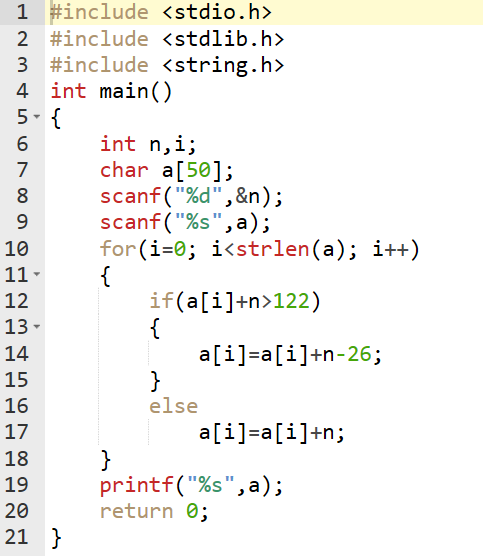 1 #include <stdio.h>
2 #include <stdlib.h>
3 #include <string.h>
4 int main()
5 {
6     int n,i;
7     char a[50];
8     scanf("%d",&n);
9     scanf("%s",a);
10     for(i=0; i<strlen(a); i++)
11     {
12         if(a[i]+n>122)
13         {
14             a[i]=a[i]+n-26;
15         }
16         else
17             a[i]=a[i]+n;
18     }
19     printf("%s",a);
20     return 0;
21 }